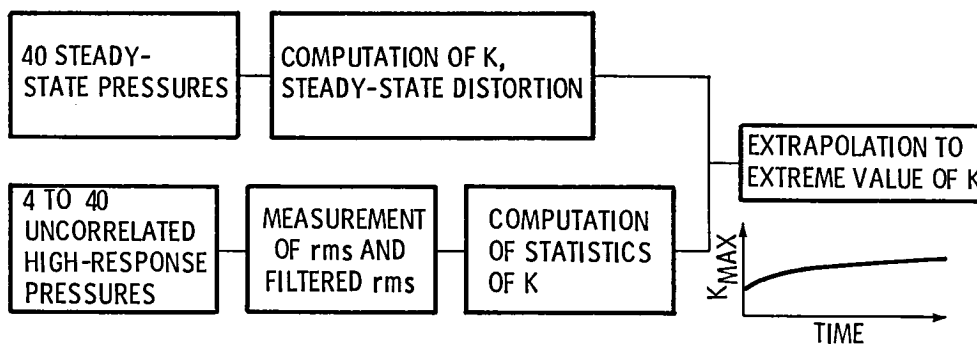 40 STEADY-
STATE PRESSURES
COMPUTATION OF K,
STEADY-STATE DISTORTION
4 TO 40
UNCORRELATED
HIGH-RESPONSE
PRESSURES
MEASUREMENT
OF rms AND
FILTERED rms
COMPUTATION
OF STATISTICS
OF K
EXTRAPOLATION TO
EXTREME VALUE OF K
KMAX
TIME